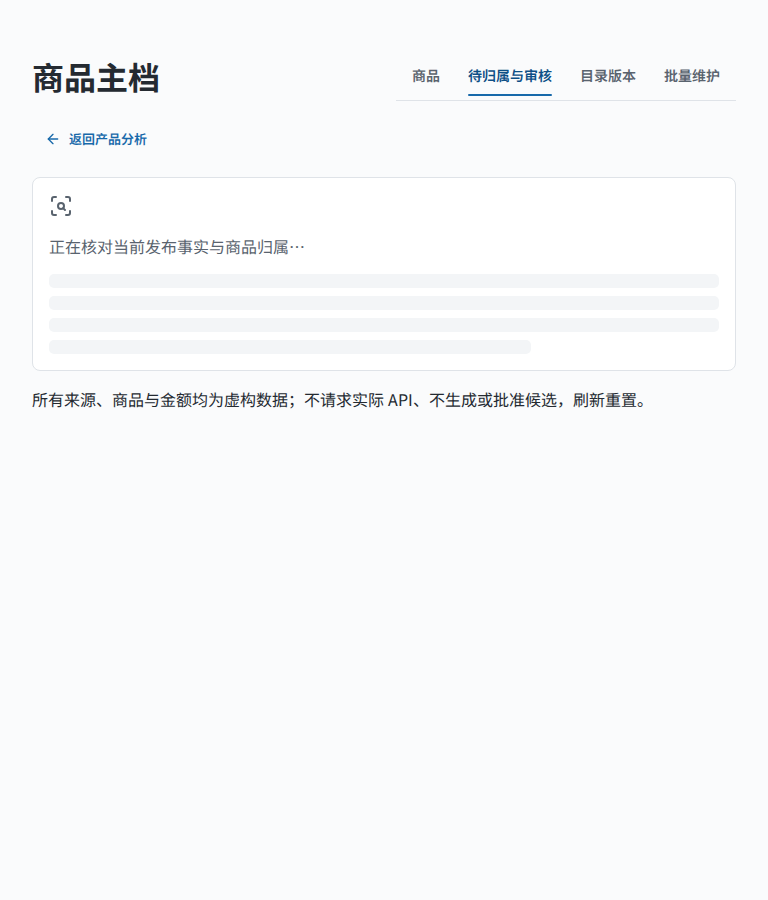 商品主档
商品
待归属与审核
目录版本
批量维护
返回产品分析
正在核对当前发布事实与商品归属…
所有来源、商品与金额均为虚构数据；不请求实际 API、不生成或批准候选，刷新重置。